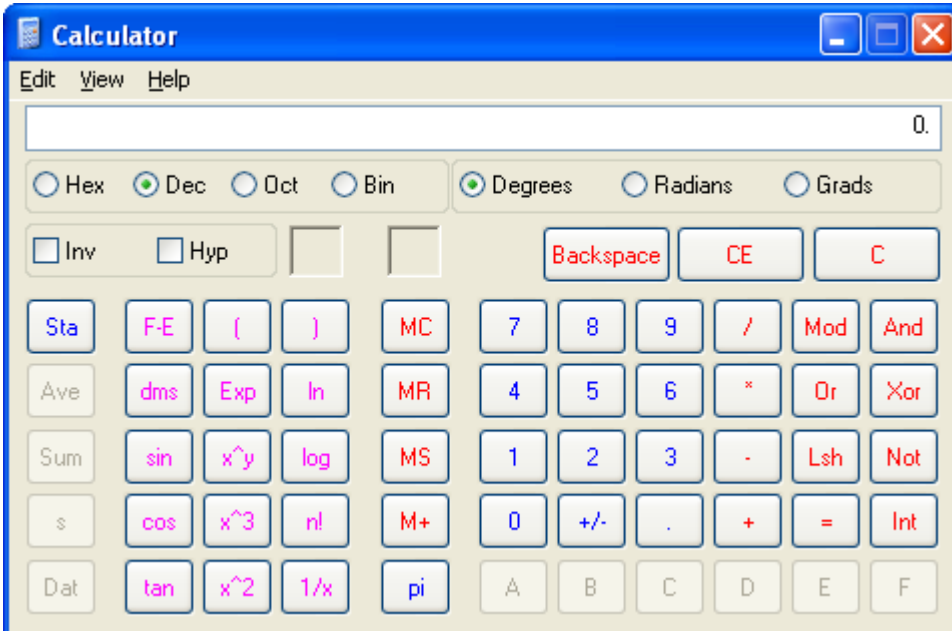 Calculator
Edit View Help
0.
Hex Dec Oct Bin Degrees Radians Grads
Inv Hyp Backspace CE C
Sta F-E ( ) MC 7 8 9 / Mod And
Ave dms Exp ln MR 4 5 6 * Or Xor
Sum sin x^y log MS 1 2 3 - Lsh Not
s cos x^3 n! M+ 0 +/- . + = Int
Dat tan x^2 1/x pi A B C D E F